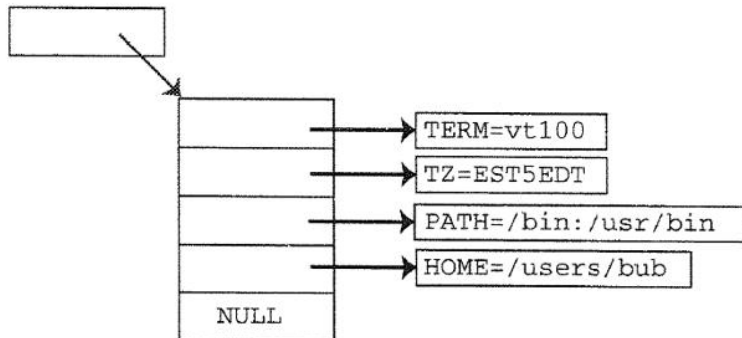 TERM=vt100
TZ=EST5EDT
PATH=/bin:/usr/bin
HOME=/users/bub
NULL